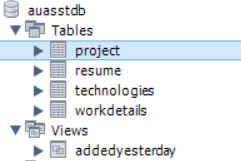 auasstdb
Tables
project
resume
technologies
workdetails
Views
addedyesterday